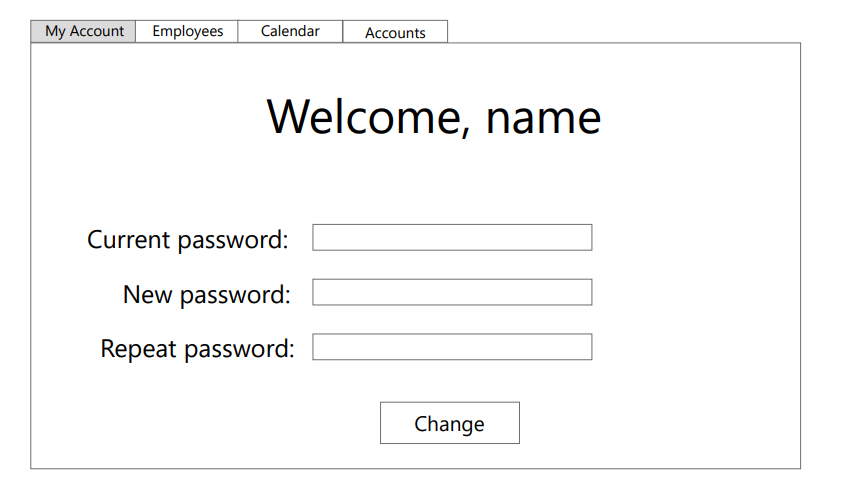 My Account Employees Calendar Accounts
Welcome, name
Current password:
New password:
Repeat password:
Change